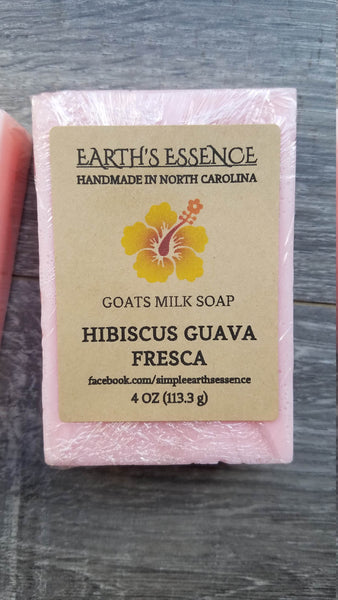 EARTH'S ESSENCE
HANDMADE IN NORTH CAROLINA
GOATS MILK SOAP
HIBISCUS GUAVA
FRESCA
facebook.com/simpleearthsessence
4 OZ (113.3 g)